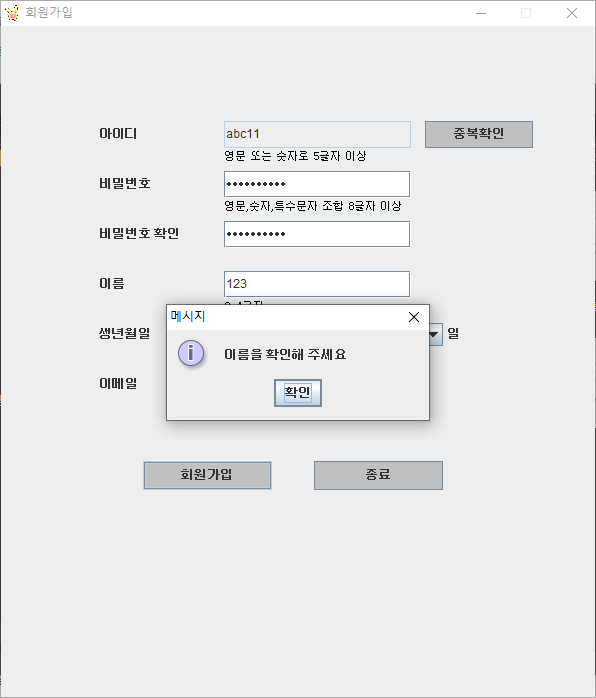 회원가입
아이디 abc11 중복확인
영문 또는 숫자로 5글자 이상
비밀번호 ••••••••••
영문,숫자,특수문자 조합 8글자 이상
비밀번호 확인 ••••••••••
이름 123
메시지
생년월일 일
이름을 확인해 주세요
이메일
확인
회원가입 종료